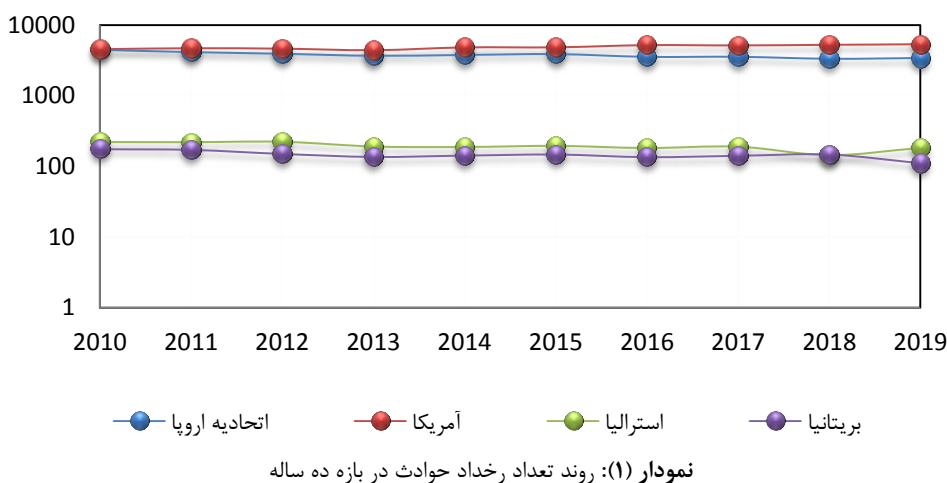 10000
1000
100
10
1
2010 2011 2012 2013 2014 2015 2016 2017 2018 2019
اتحادیه اروپا آمریکا استرالیا بریتانیا
نمودار (۱): روند تعداد رخداد حوادث در بازه ده ساله